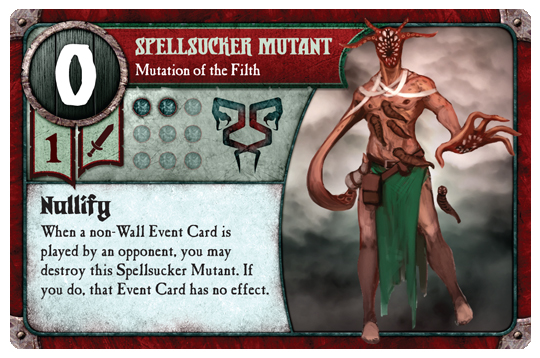 0
SPELLSUCKER MUTANT
Mutation of the Filth
1
Nullify
When a non-Wall Event Card is
played by an opponent, you may
destroy this Spellsucker Mutant. If
you do, that Event Card has no effect.